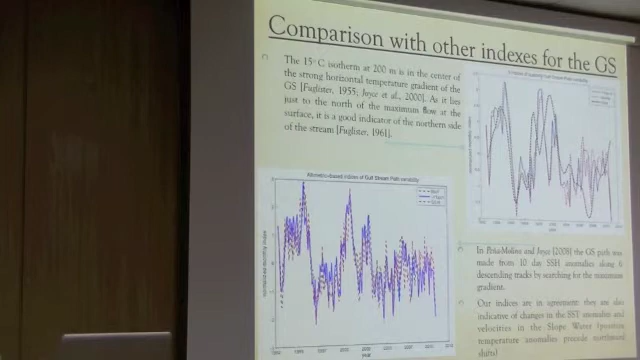 Comparison with other indexes for the GS
The 15°C isotherm at 200 m is in the center of
the strong horizontal temperature gradient of the
GS [Fuglister, 1955; Joyce et al., 2000]. As it lies
just to the north of the maximum flow at the
surface, it is a good indicator of the northern side
of the stream [Fuglister, 1961].
Altimetry-based indices of Gulf Stream Path variability
year
In Peña-Molino and Joyce [2008] the GS path was
made from 10 day SSH anomalies along 6
descending tracks by searching for the maximum
gradient.
Our indices are in agreement; they are also
indicative of changes in the SST anomalies and
velocities in the Slope Water (positive
temperature anomalies precede northward
shifts)